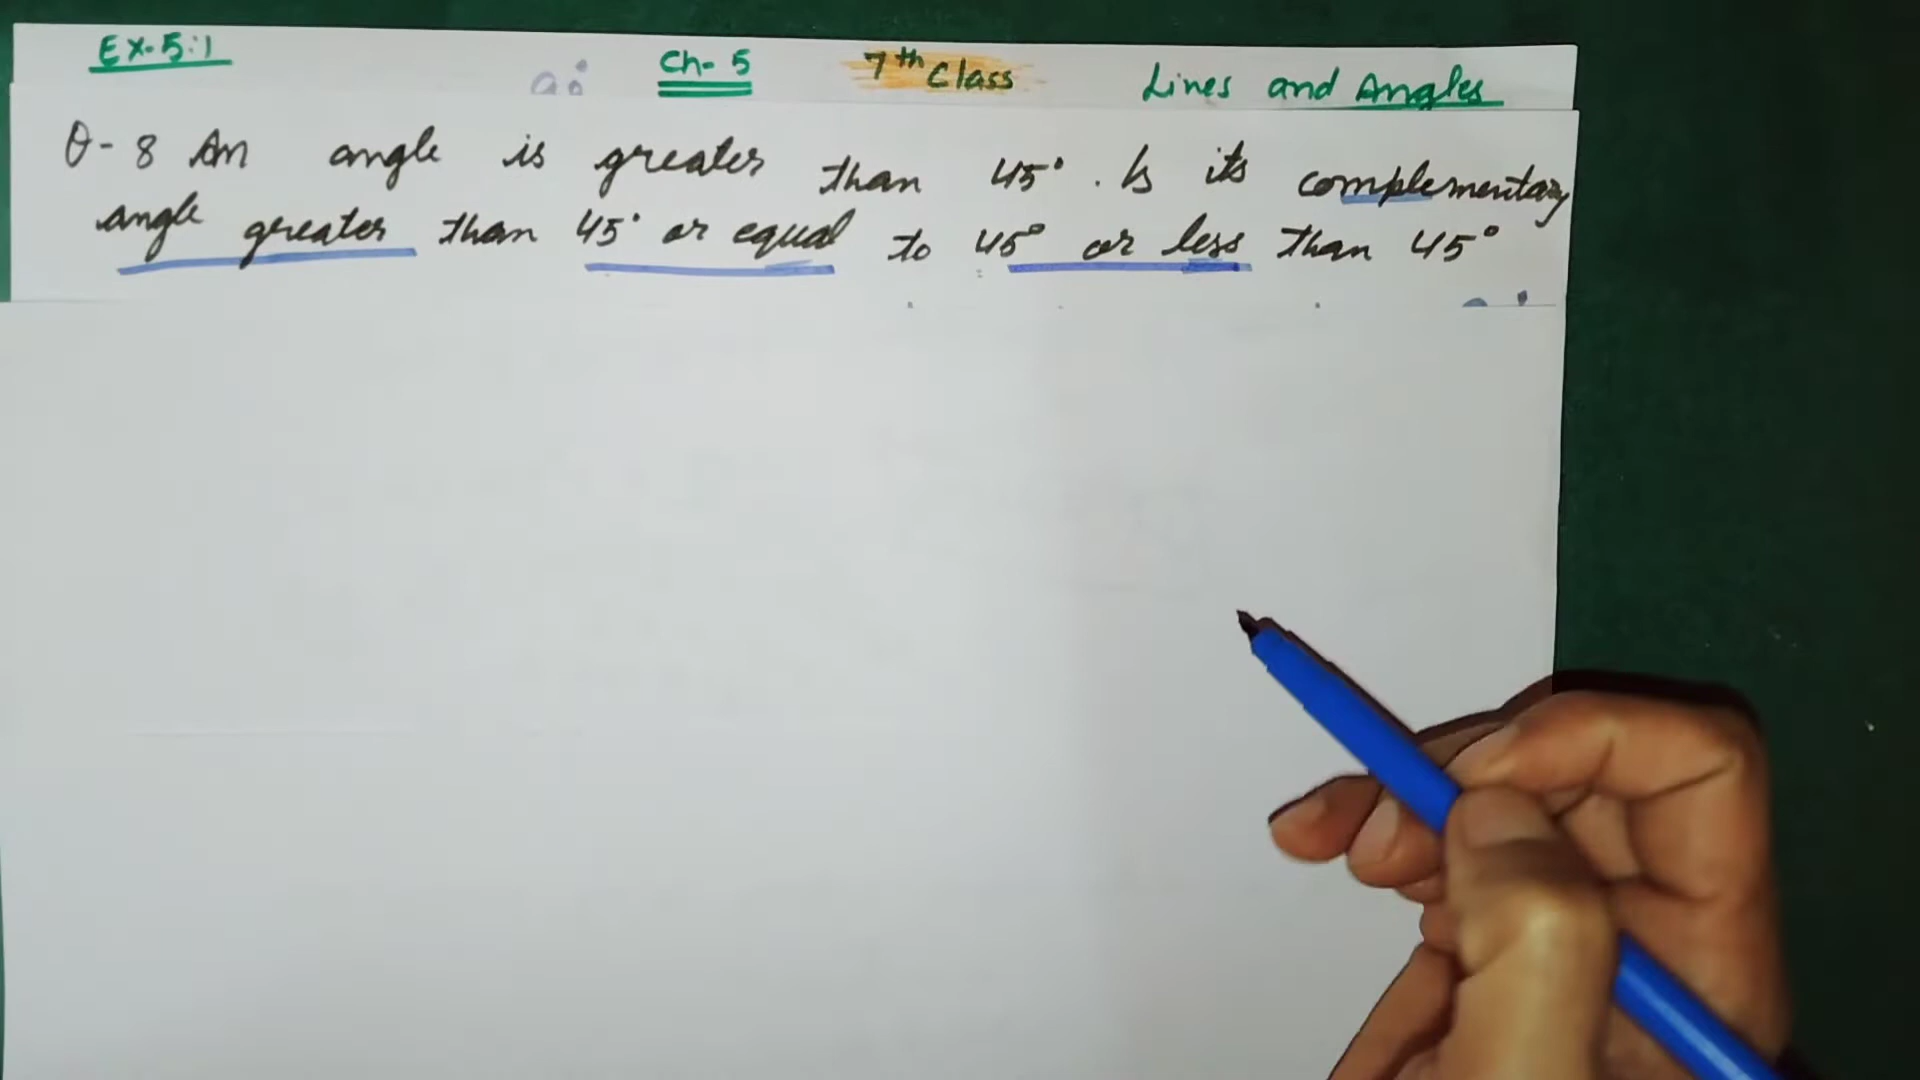 Ex-5:1 Ch-5 7th Class Lines and Angles
Q-8 An angle is greater than 45°. Is its complementary
angle greater than 45° or equal to 45° or less than 45°